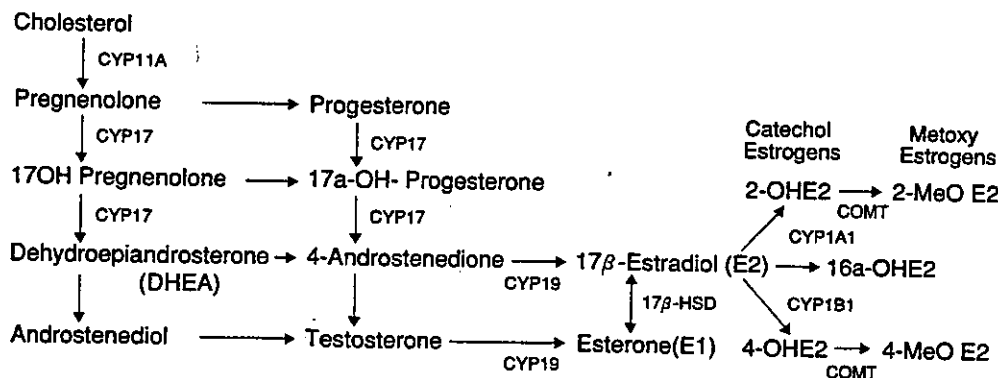 Cholesterol
CYP11A
Pregnenolone
Progesterone
CYP17
CYP17
Catechol
Estrogens
Metoxy
Estrogens
17OH Pregnenolone
17a-OH- Progesterone
2-OHE2
2-MeO E2
COMT
CYP17
CYP17
CYP1A1
Dehydroepiandrosterone
(DHEA)
4-Androstenedione
CYP19
17β-Estradiol (E2)
16a-OHE2
17β-HSD
CYP1B1
Androstenediol
Testosterone
CYP19
Esterone(E1)
4-OHE2
4-MeO E2
COMT